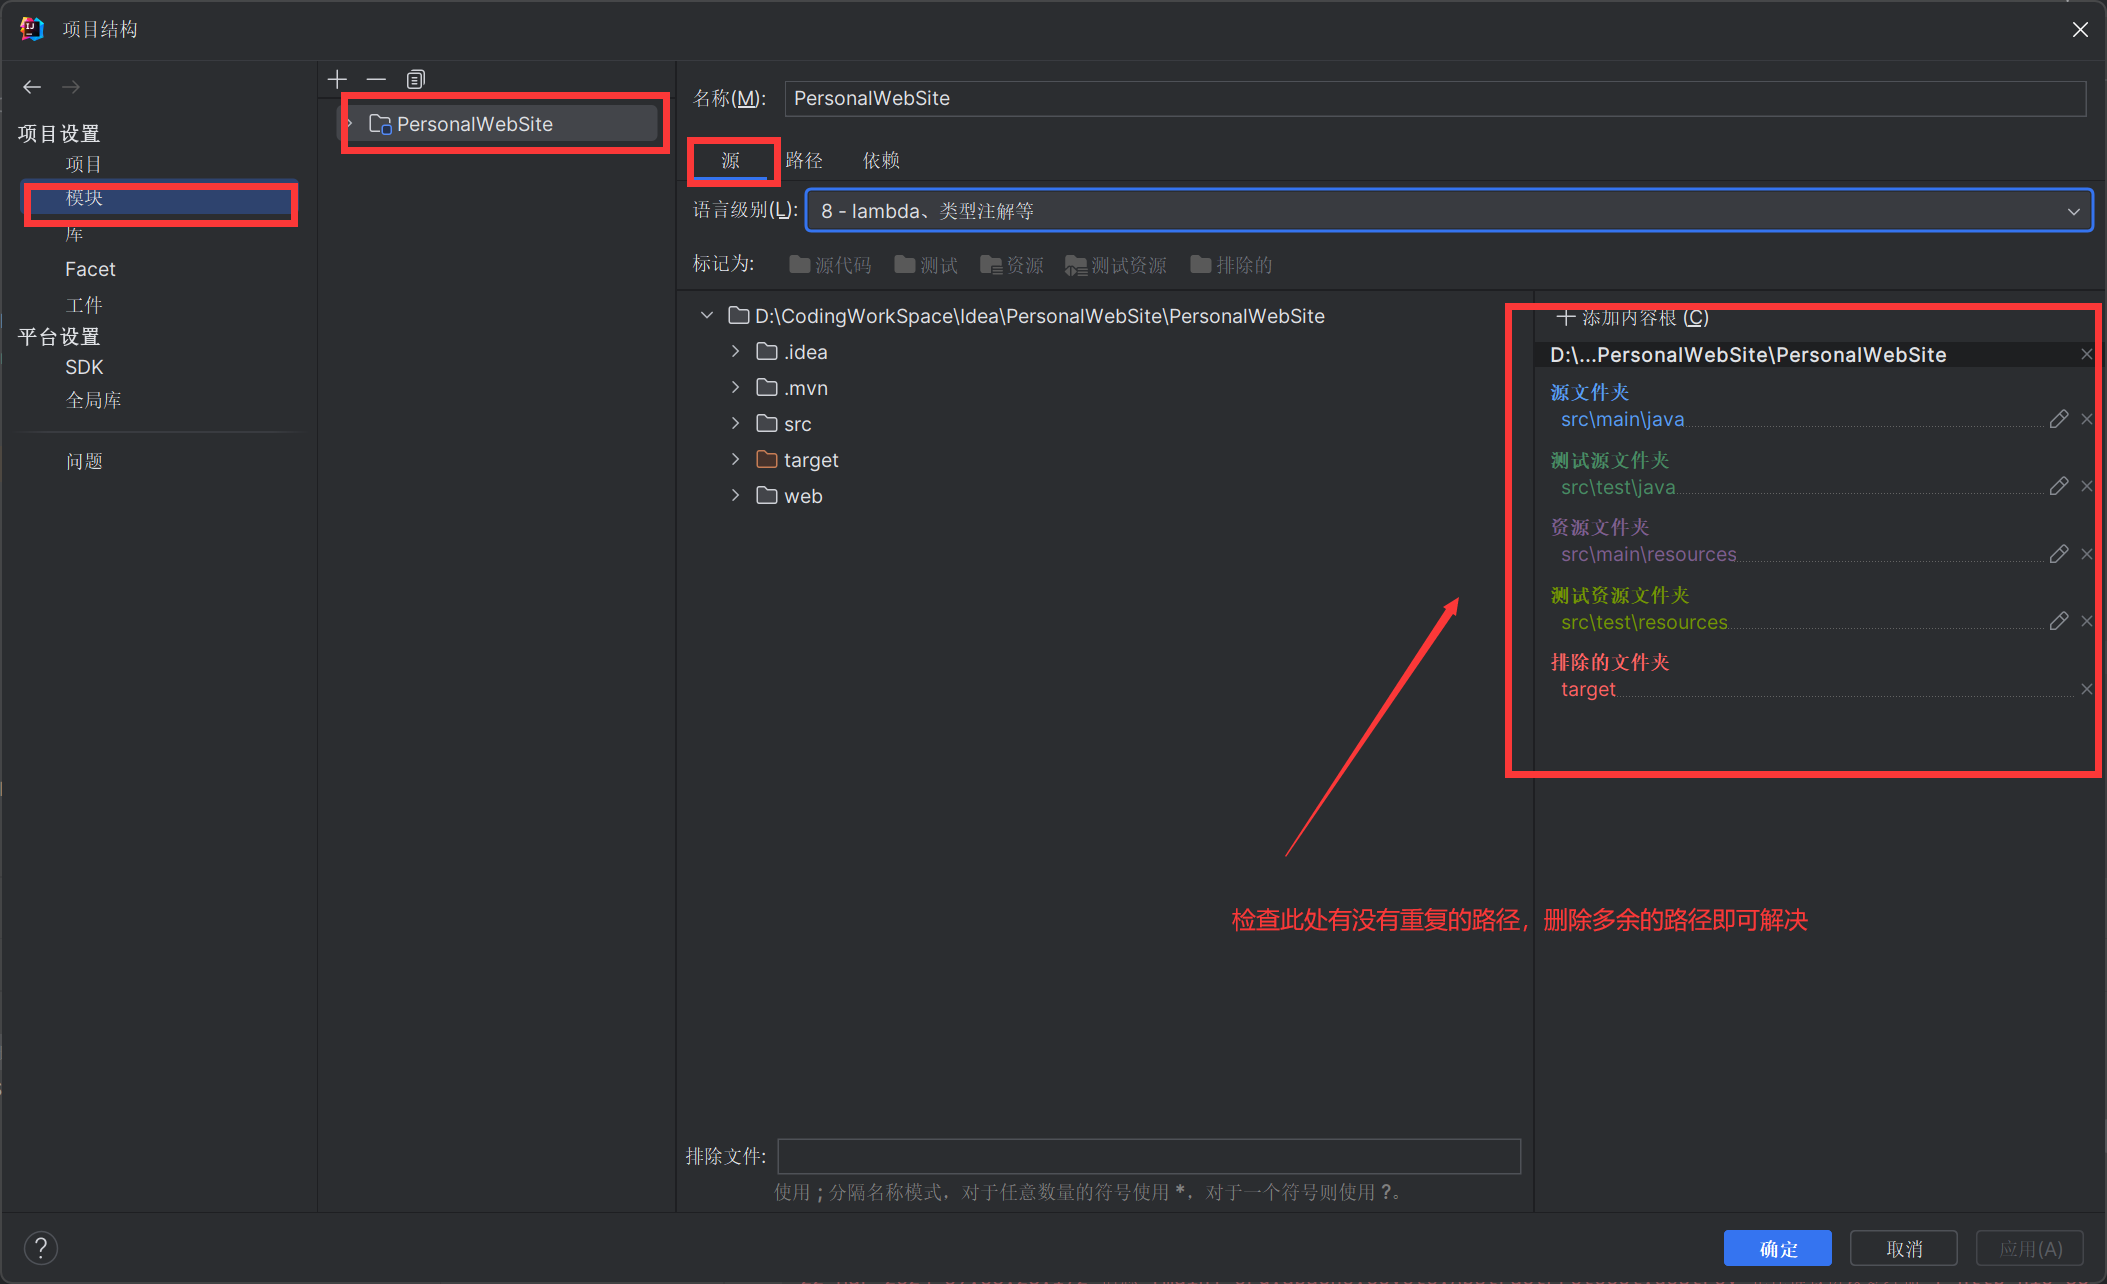 项目结构
项目设置
项目
模块
库
Facet
工件
平台设置
SDK
全局库
问题
PersonalWebSite
名称(M):
PersonalWebSite
源
路径
依赖
语言级别(L):
8 - lambda、类型注解等
标记为:
源代码
测试
资源
测试资源
排除的
D:\CodingWorkSpace\Idea\PersonalWebSite\PersonalWebSite
.idea
.mvn
src
target
web
添加内容根 (C)
D:\...PersonalWebSite\PersonalWebSite
源文件夹
src\main\java
测试源文件夹
src\test\java
资源文件夹
src\main\resources
测试资源文件夹
src\test\resources
排除的文件夹
target
检查此处有没有重复的路径，删除多余的路径即可解决
排除文件:
使用 ; 分隔名称模式，对于任意数量的符号使用 *，对于一个符号则使用 ?。
?
确定
取消
应用(A)